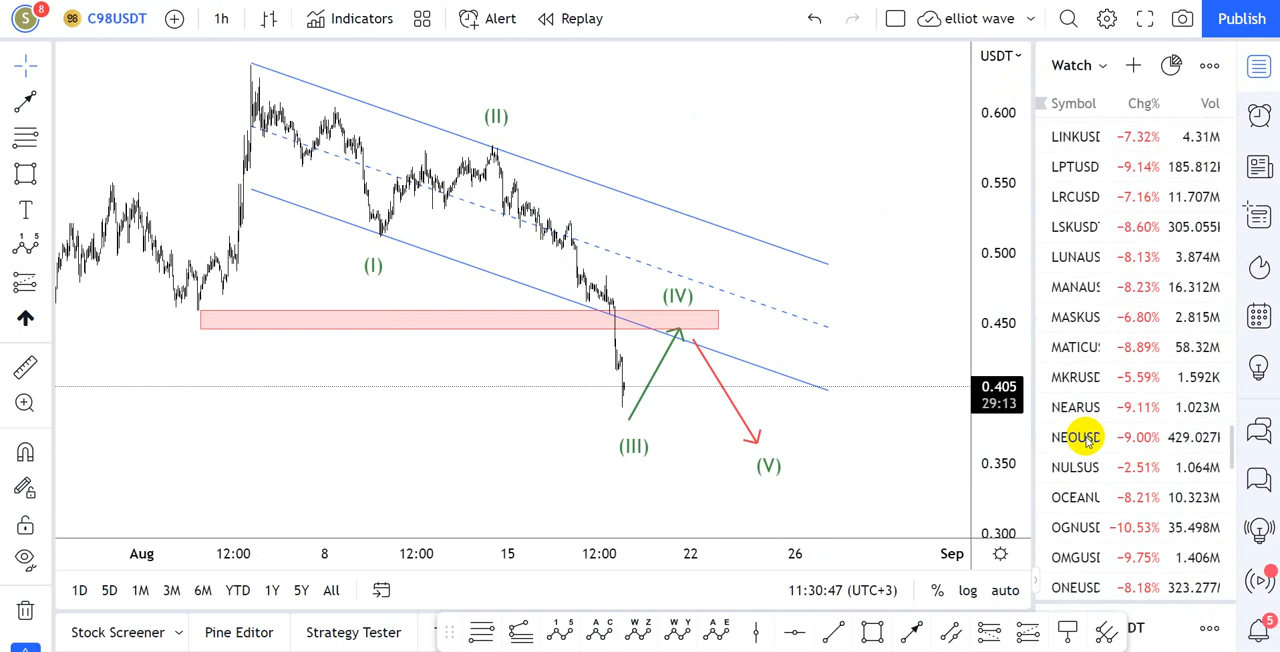 S 8 98 C98USDT 1h Indicators Alert Replay elliot wave Publish
USDT
0.600
0.550
0.500
0.450
0.405
29:13
0.350
0.300
(II)
(I)
(IV)
(III)
(V)
Aug 12:00 8 12:00 15 12:00 22 26 Sep
1D 5D 1M 3M 6M YTD 1Y 5Y All 11:30:47 (UTC+3) % log auto
Stock Screener Pine Editor Strategy Tester
Watch
Symbol Chg% Vol
LINKUSD −7.32% 4.31M
LPTUSD −9.14% 185.812K
LRCUSD −7.16% 11.707M
LSKUSD −8.60% 305.055K
LUNAUS −8.13% 3.874M
MANAUS −8.23% 16.312M
MASKUS −6.80% 2.815M
MATICUS −8.89% 58.32M
MKRUSD −5.59% 1.592K
NEARUS −9.11% 1.023M
NEOUSD −9.00% 429.027K
NULSUS −2.51% 1.064M
OCEANU −8.21% 10.323M
OGNUSD −10.53% 35.498M
OMGUSD −9.75% 1.406M
ONEUSD −8.18% 323.277M
DT
5